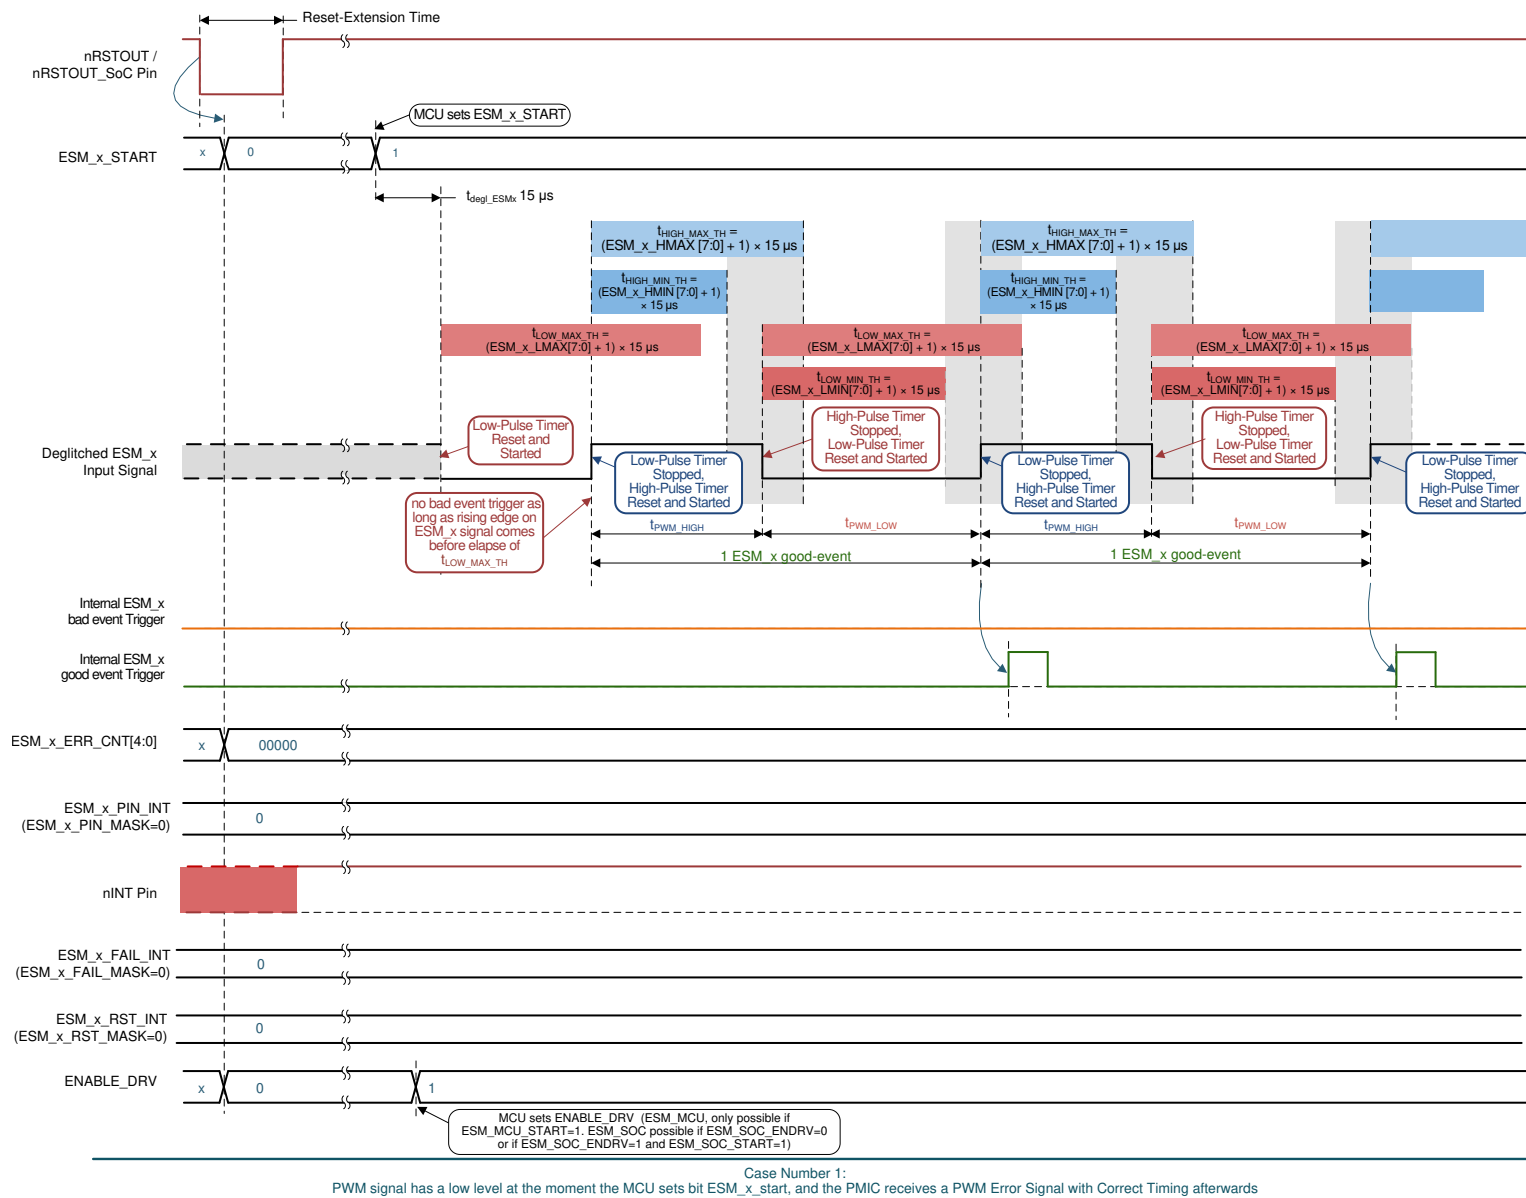 Reset-Extension Time
nRSTOUT /
nRSTOUT_SoC Pin
MCU sets ESM_x_START
ESM_x_START
x
0
1
tdegl_ESMx 15 µs
tHIGH_MAX_TH =
(ESM_x_HMAX [7:0] + 1) × 15 µs
tHIGH_MAX_TH =
(ESM_x_HMAX [7:0] + 1) × 15 µs
tHIGH_MIN_TH =
(ESM_x_HMIN [7:0] + 1)
× 15 µs
tHIGH_MIN_TH =
(ESM_x_HMIN [7:0] + 1)
× 15 µs
tLOW_MAX_TH =
(ESM_x_LMAX[7:0] + 1) × 15 µs
tLOW_MAX_TH =
(ESM_x_LMAX[7:0] + 1) × 15 µs
tLOW_MAX_TH =
(ESM_x_LMAX[7:0] + 1) × 15 µs
tLOW_MIN_TH =
(ESM_x_LMIN[7:0] + 1) × 15 µs
tLOW_MIN_TH =
(ESM_x_LMIN[7:0] + 1) × 15 µs
Deglitched ESM_x
Input Signal
Low-Pulse Timer
Reset and
Started
High-Pulse Timer
Stopped,
Low-Pulse Timer
Reset and Started
High-Pulse Timer
Stopped,
Low-Pulse Timer
Reset and Started
Low-Pulse Timer
Stopped,
High-Pulse Timer
Reset and Started
Low-Pulse Timer
Stopped,
High-Pulse Timer
Reset and Started
Low-Pulse Timer
Stopped,
High-Pulse Timer
Reset and Started
no bad event trigger as
long as rising edge on
ESM_x signal comes
before elapse of
tLOW_MAX_TH
tPWM_HIGH
tPWM_LOW
tPWM_HIGH
tPWM_LOW
1 ESM_x good-event
1 ESM_x good-event
Internal ESM_x
bad event Trigger
Internal ESM_x
good event Trigger
ESM_x_ERR_CNT[4:0]
x
00000
ESM_x_PIN_INT
(ESM_x_PIN_MASK=0)
0
nINT Pin
ESM_x_FAIL_INT
(ESM_x_FAIL_MASK=0)
0
ESM_x_RST_INT
(ESM_x_RST_MASK=0)
0
ENABLE_DRV
x
0
1
MCU sets ENABLE_DRV (ESM_MCU, only possible if
ESM_MCU_START=1. ESM_SOC possible if ESM_SOC_ENDRV=0
or if ESM_SOC_ENDRV=1 and ESM_SOC_START=1)
Case Number 1:
PWM signal has a low level at the moment the MCU sets bit ESM_x_start, and the PMIC receives a PWM Error Signal with Correct Timing afterwards